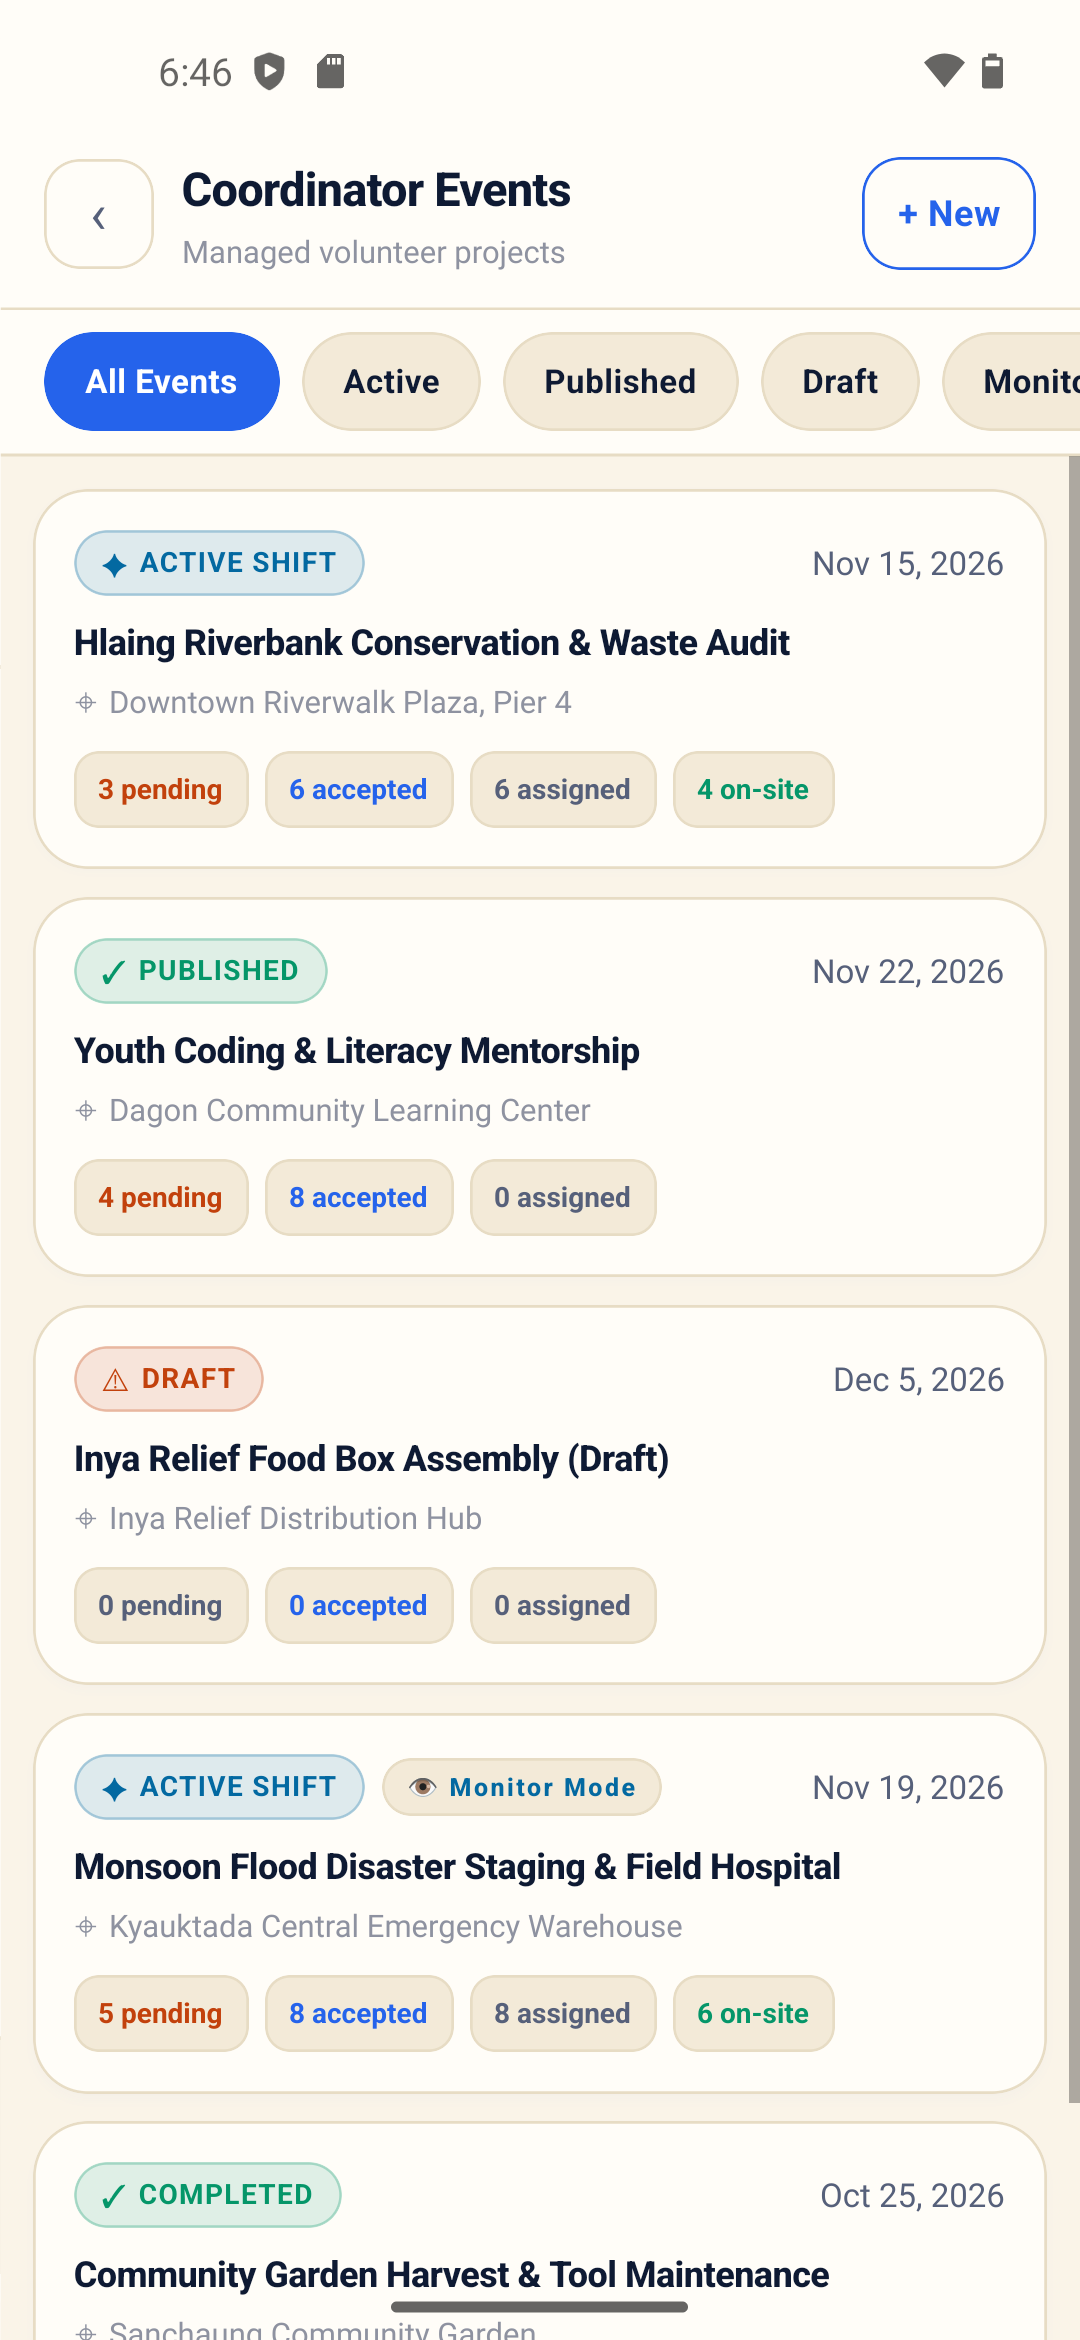 6:46
‹
Coordinator Events
Managed volunteer projects
+ New
All Events
Active
Published
Draft
Monito
✦ ACTIVE SHIFT
Nov 15, 2026
Hlaing Riverbank Conservation & Waste Audit
⌖ Downtown Riverwalk Plaza, Pier 4
3 pending
6 accepted
6 assigned
4 on-site
✓ PUBLISHED
Nov 22, 2026
Youth Coding & Literacy Mentorship
⌖ Dagon Community Learning Center
4 pending
8 accepted
0 assigned
⚠ DRAFT
Dec 5, 2026
Inya Relief Food Box Assembly (Draft)
⌖ Inya Relief Distribution Hub
0 pending
0 accepted
0 assigned
✦ ACTIVE SHIFT
👁 Monitor Mode
Nov 19, 2026
Monsoon Flood Disaster Staging & Field Hospital
⌖ Kyauktada Central Emergency Warehouse
5 pending
8 accepted
8 assigned
6 on-site
✓ COMPLETED
Oct 25, 2026
Community Garden Harvest & Tool Maintenance
⌖ Sanchaung Community Garden